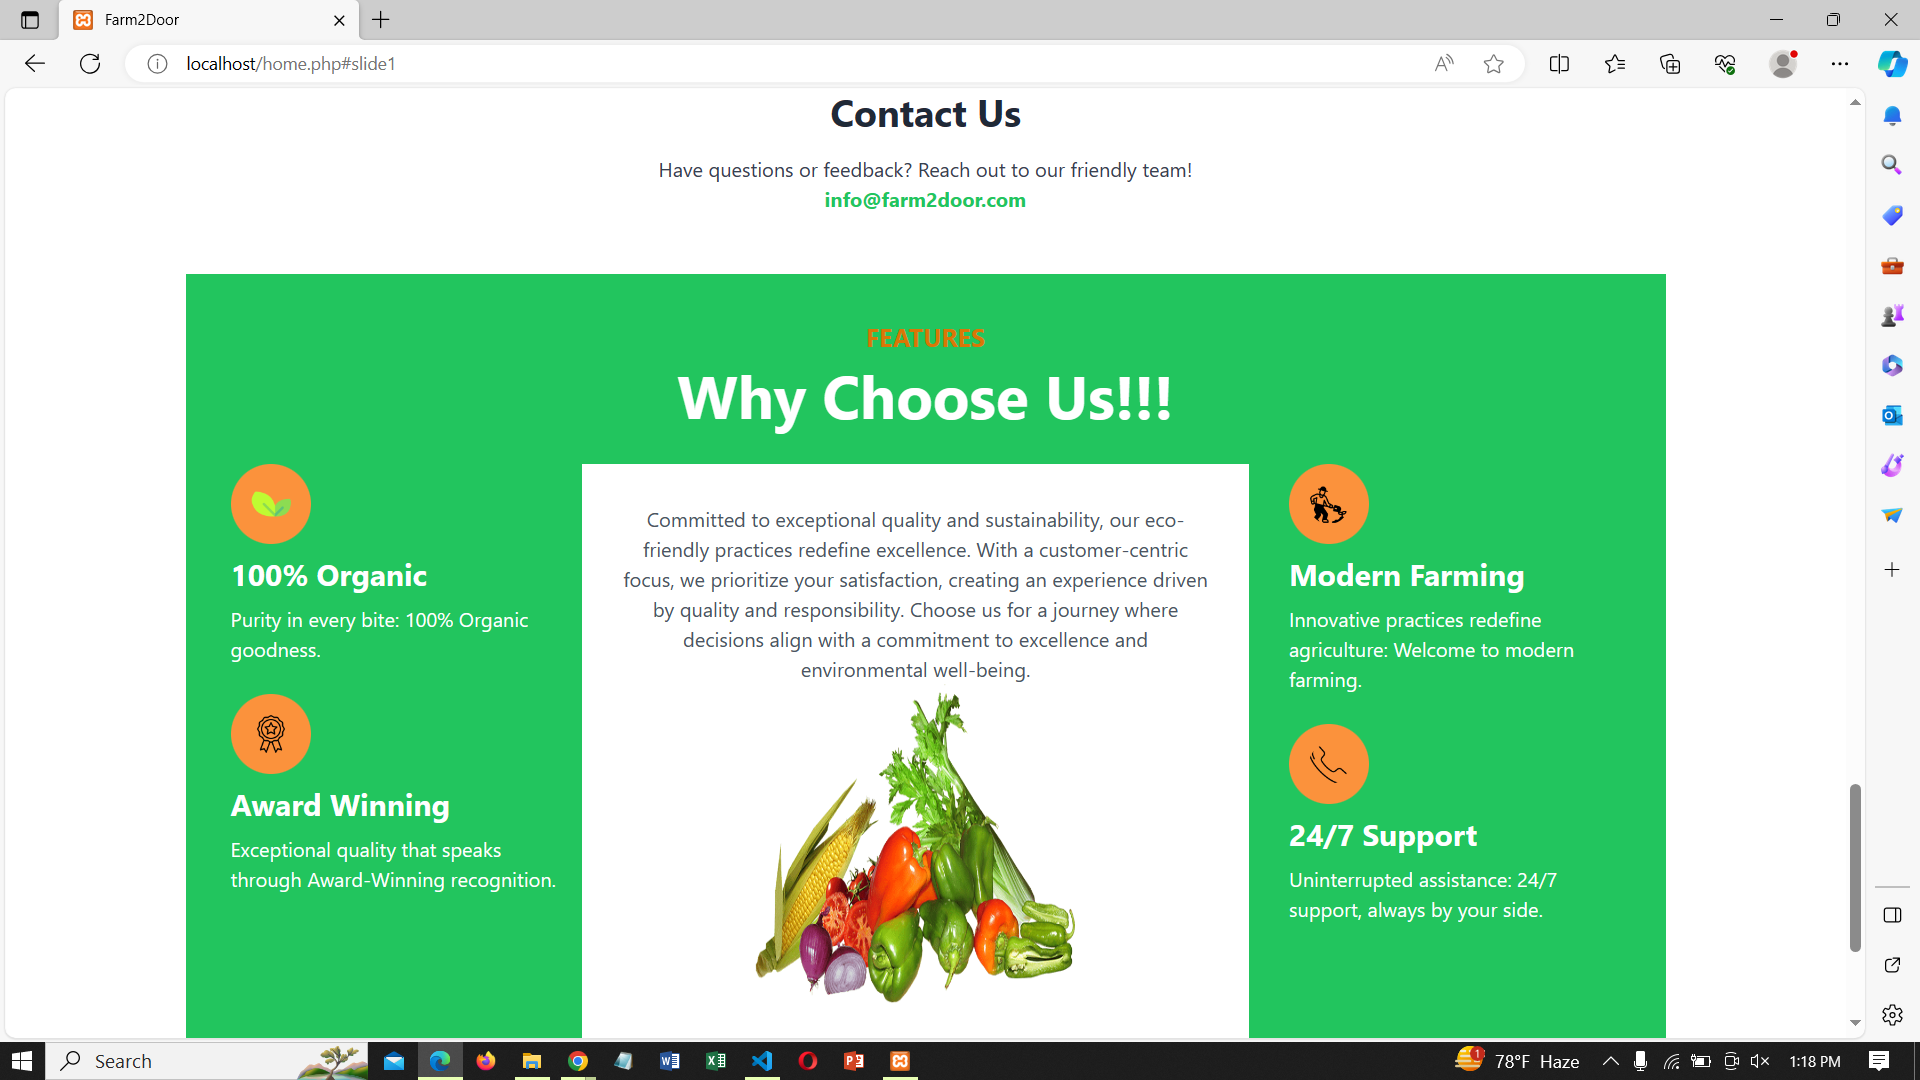 Farm2Door
localhost/home.php#slide1
Contact Us
Have questions or feedback? Reach out to our friendly team!
info@farm2door.com
FEATURES
Why Choose Us!!!
100% Organic
Purity in every bite: 100% Organic
goodness.
Award Winning
Exceptional quality that speaks
through Award-Winning recognition.
Committed to exceptional quality and sustainability, our eco-
friendly practices redefine excellence. With a customer-centric
focus, we prioritize your satisfaction, creating an experience driven
by quality and responsibility. Choose us for a journey where
decisions align with a commitment to excellence and
environmental well-being.
Modern Farming
Innovative practices redefine
agriculture: Welcome to modern
farming.
24/7 Support
Uninterrupted assistance: 24/7
support, always by your side.
Search
1
78°F Haze
1:18 PM